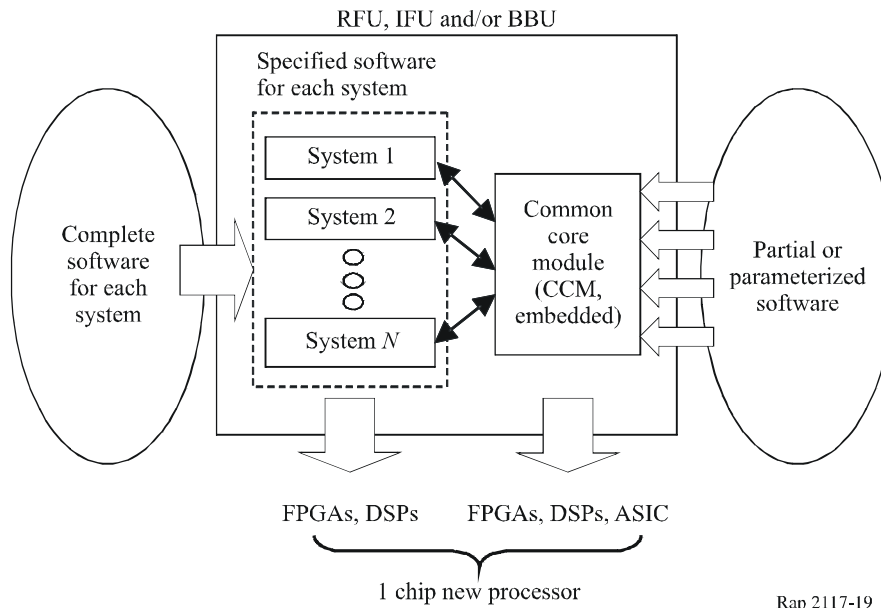 RFU, IFU and/or BBU
Specified software
for each system
System 1
System 2
System N
Complete
software
for each
system
Common
core
module
(CCM,
embedded)
Partial or
parameterized
software
FPGAs, DSPs
FPGAs, DSPs, ASIC
1 chip new processor
Rap 2117-19